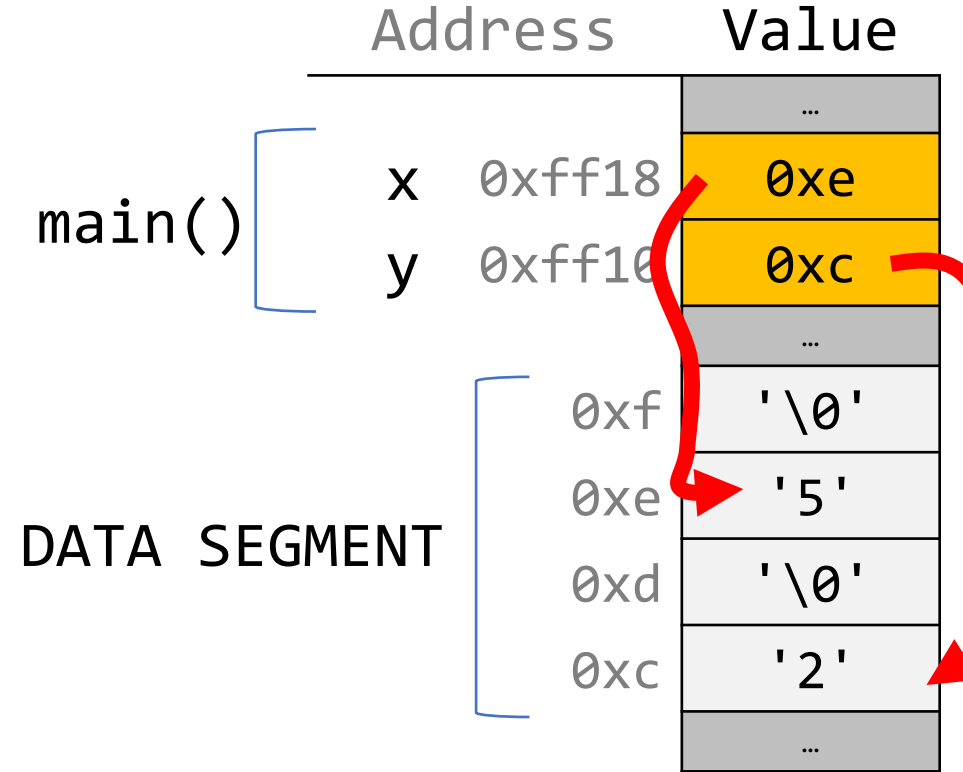 Address Value
…
x 0xff18 0xe
main()
y 0xff10 0xc
…
0xf '\0'
0xe '5'
DATA SEGMENT
0xd '\0'
0xc '2'
…